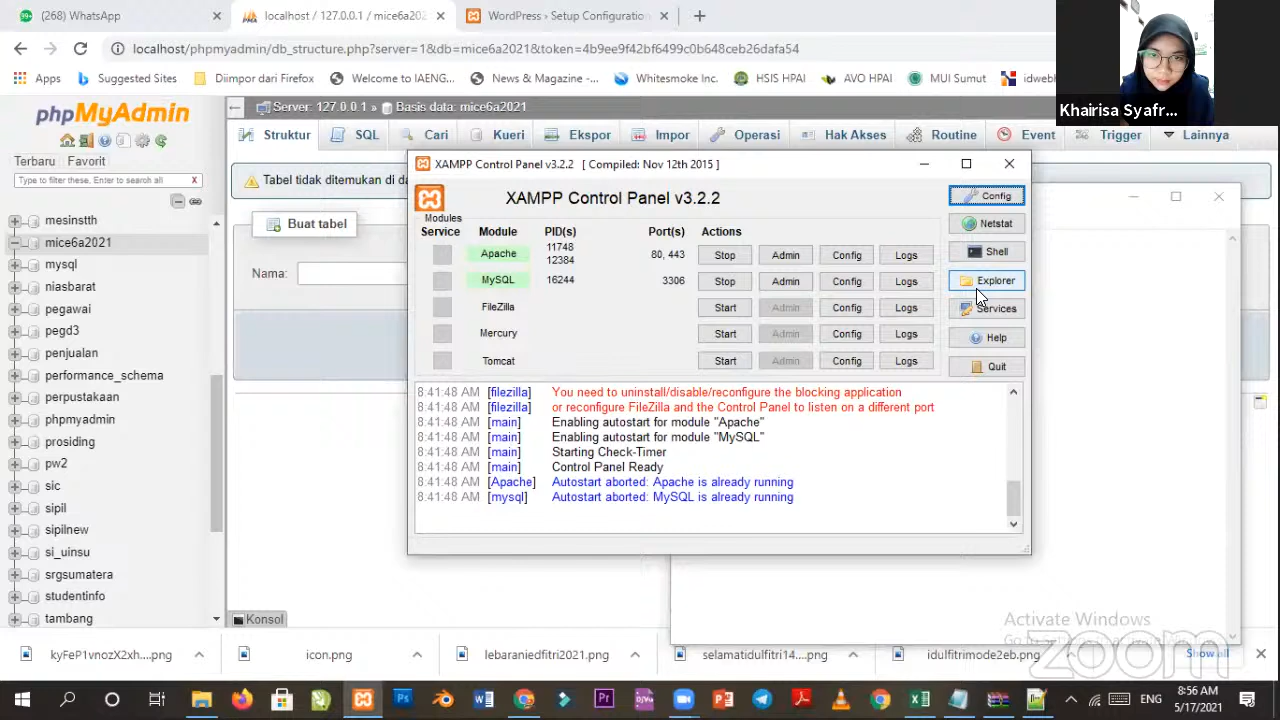 (268) WhatsApp
localhost / 127.0.0.1 / mice6a202
WordPress › Setup Configuration
localhost/phpmyadmin/db_structure.php?server=1&db=mice6a2021&token=4b9ee9f42bf6499c0b648ceb26dafa54
Apps
Suggested Sites
Diimpor dari Firefox
Welcome to IAENG...
News & Magazine -...
Whitesmoke Inc.
HSIS HPAI
AVO HPAI
MUI Sumut
idwebh
Khairisa Syafr...
phpMyAdmin
Terbaru Favorit
Type to filter these, Enter to search all X
mesinstth
mice6a2021
mysql
niasbarat
pegawai
pegd3
penjualan
performance_schema
perpustakaan
phpmyadmin
prosiding
pw2
sic
sipil
sipilnew
si_uinsu
srgsumatera
studentinfo
tambang
Server: 127.0.0.1 » Basis data: mice6a2021
Struktur
SQL
Cari
Kueri
Ekspor
Impor
Operasi
Hak Akses
Routine
Event
Trigger
Lainnya
Tabel tidak ditemukan di da
Buat tabel
Nama:
Konsol
XAMPP Control Panel v3.2.2 [ Compiled: Nov 12th 2015 ]
XAMPP Control Panel v3.2.2
Modules
Service Module PID(s) Port(s) Actions
Apache 11748 12384 80, 443 Stop Admin Config Logs
MySQL 16244 3306 Stop Admin Config Logs
FileZilla Start Admin Config Logs
Mercury Start Admin Config Logs
Tomcat Start Admin Config Logs
Config
Netstat
Shell
Explorer
Services
Help
Quit
8:41:48 AM [filezilla] You need to uninstall/disable/reconfigure the blocking application
8:41:48 AM [filezilla] or reconfigure FileZilla and the Control Panel to listen on a different port
8:41:48 AM [main] Enabling autostart for module "Apache"
8:41:48 AM [main] Enabling autostart for module "MySQL"
8:41:48 AM [main] Starting Check-Timer
8:41:48 AM [main] Control Panel Ready
8:41:48 AM [Apache] Autostart aborted: Apache is already running
8:41:48 AM [mysql] Autostart aborted: MySQL is already running
Activate Windows
zoom
kyFeP1vnozX2xh....png
icon.png
lebaraniedfitri2021.png
selamatidulfitri14....png
idulfitrimode2eb.png
Show all
ENG
8:56 AM
5/17/2021